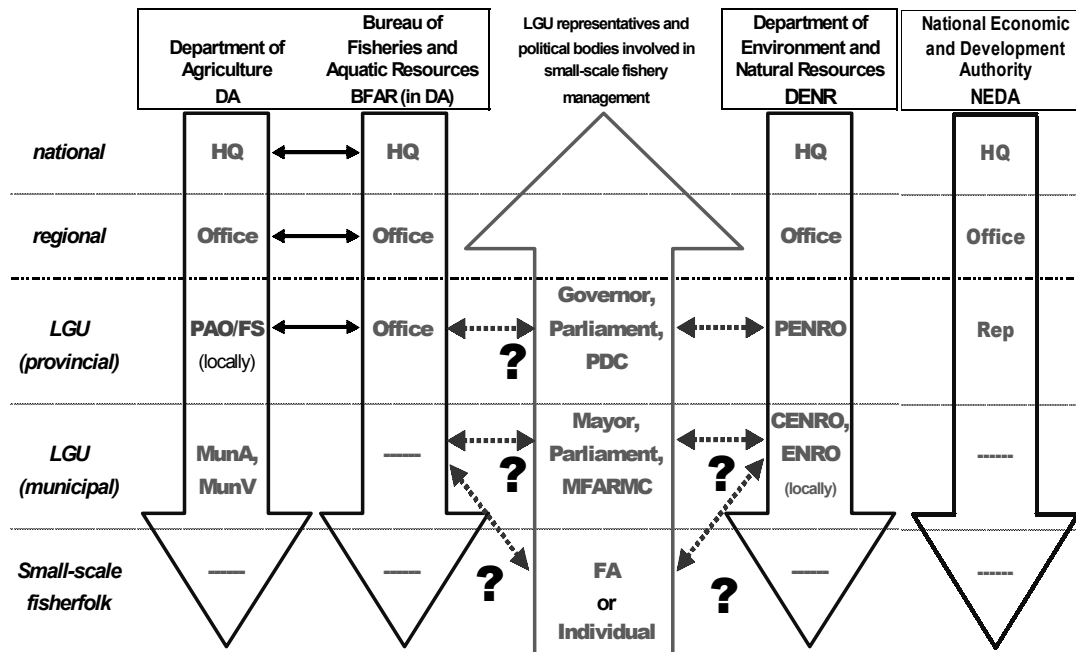 Department of
Agriculture
DA
Bureau of
Fisheries and
Aquatic Resources
BFAR (in DA)
LGU representatives and
political bodies involved in
small-scale fishery
management
Department of
Environment and
Natural Resources
DENR
National Economic
and Development
Authority
NEDA
national
HQ
HQ
HQ
HQ
regional
Office
Office
Office
Office
LGU
(provincial)
PAO/FS
(locally)
Office
?
Governor,
Parliament,
PDC
PENRO
Rep
LGU
(municipal)
MunA,
MunV
------
?
Mayor,
Parliament,
MFARMC
?
CENRO,
ENRO
(locally)
------
Small-scale
fisherfolk
------
------
?
FA
or
Individual
?
------
------